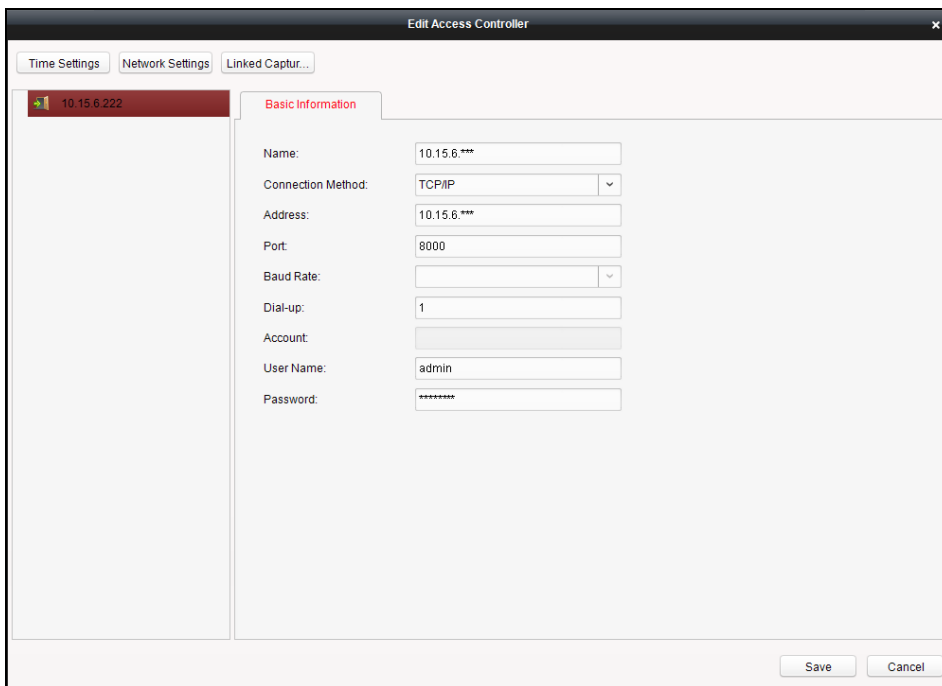 Edit Access Controller ×
Time Settings Network Settings Linked Captur...
10.15.6.222
Basic Information
Name: 10.15.6.***
Connection Method: TCP/IP
Address: 10.15.6.***
Port: 8000
Baud Rate:
Dial-up: 1
Account:
User Name: admin
Password: ********
Save Cancel